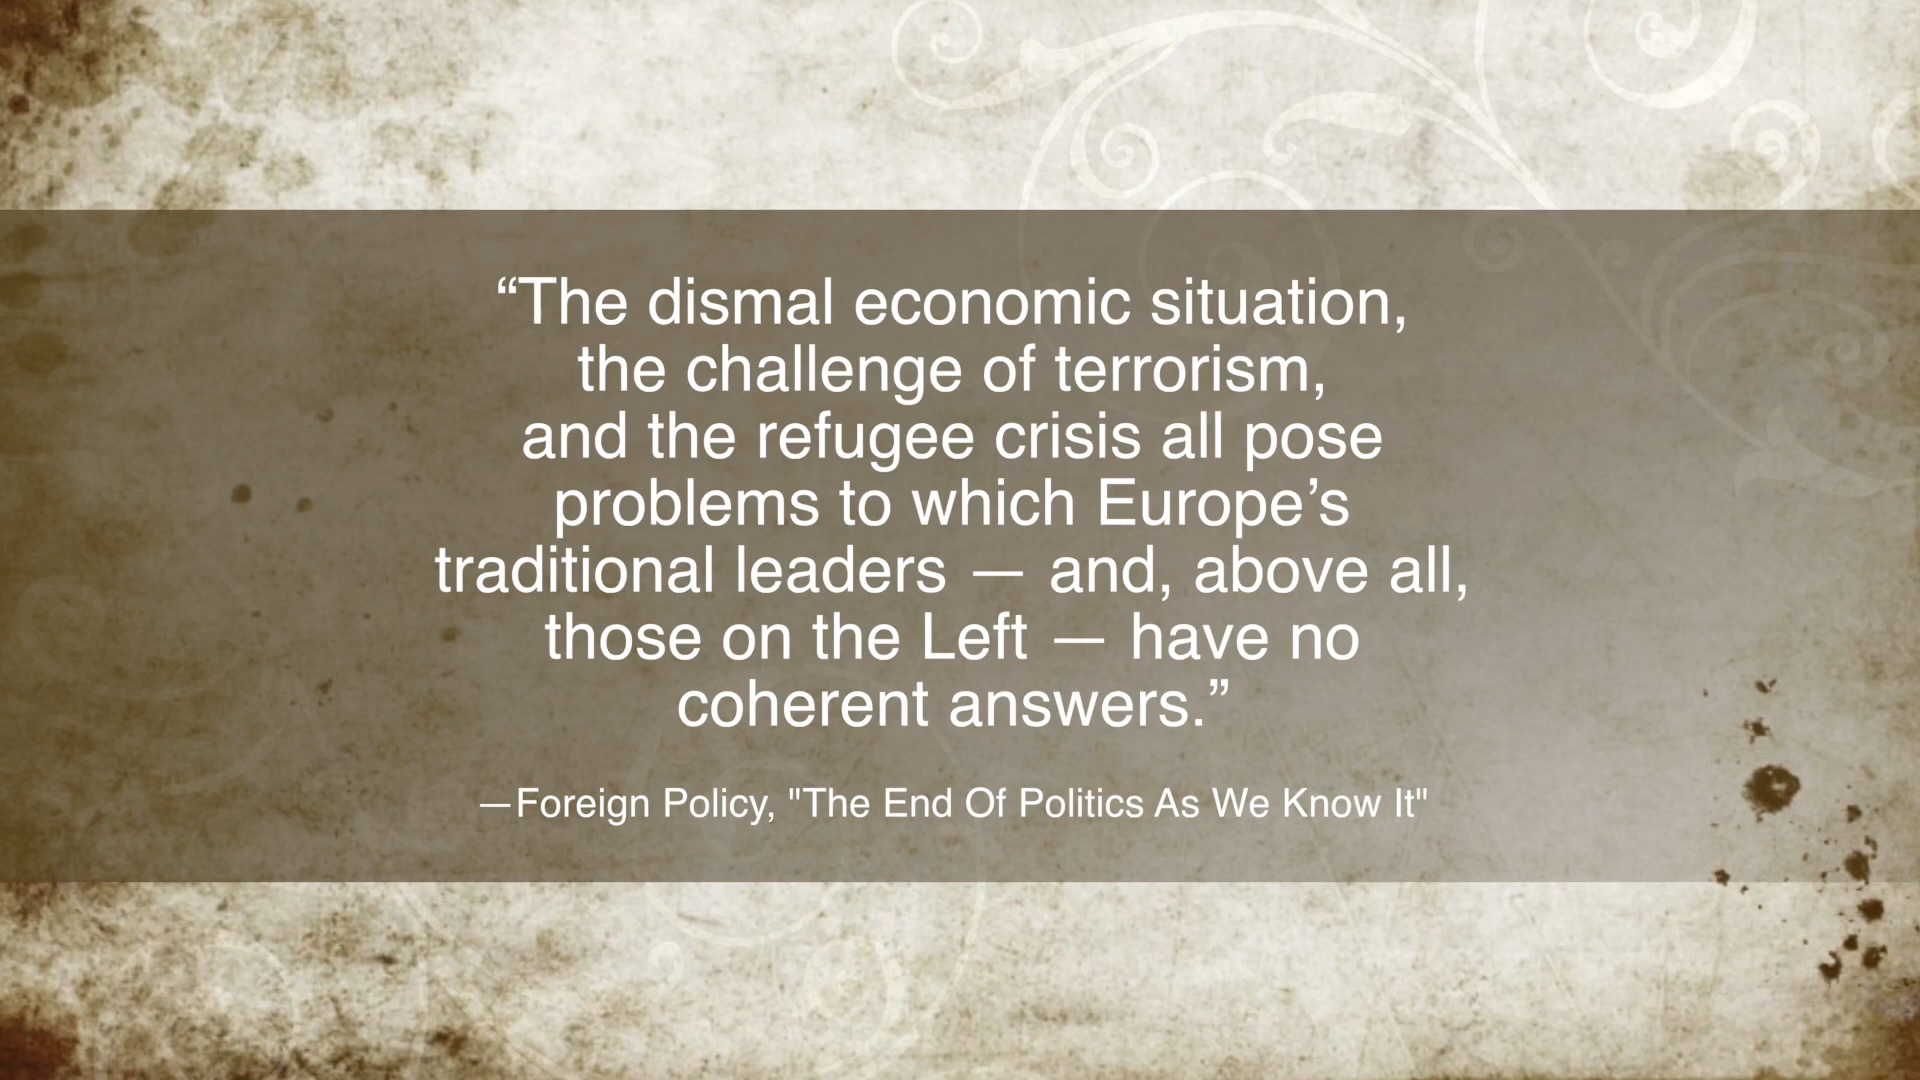 “The dismal economic situation,
the challenge of terrorism,
and the refugee crisis all pose
problems to which Europe’s
traditional leaders — and, above all,
those on the Left — have no
coherent answers.”
—Foreign Policy, "The End Of Politics As We Know It"